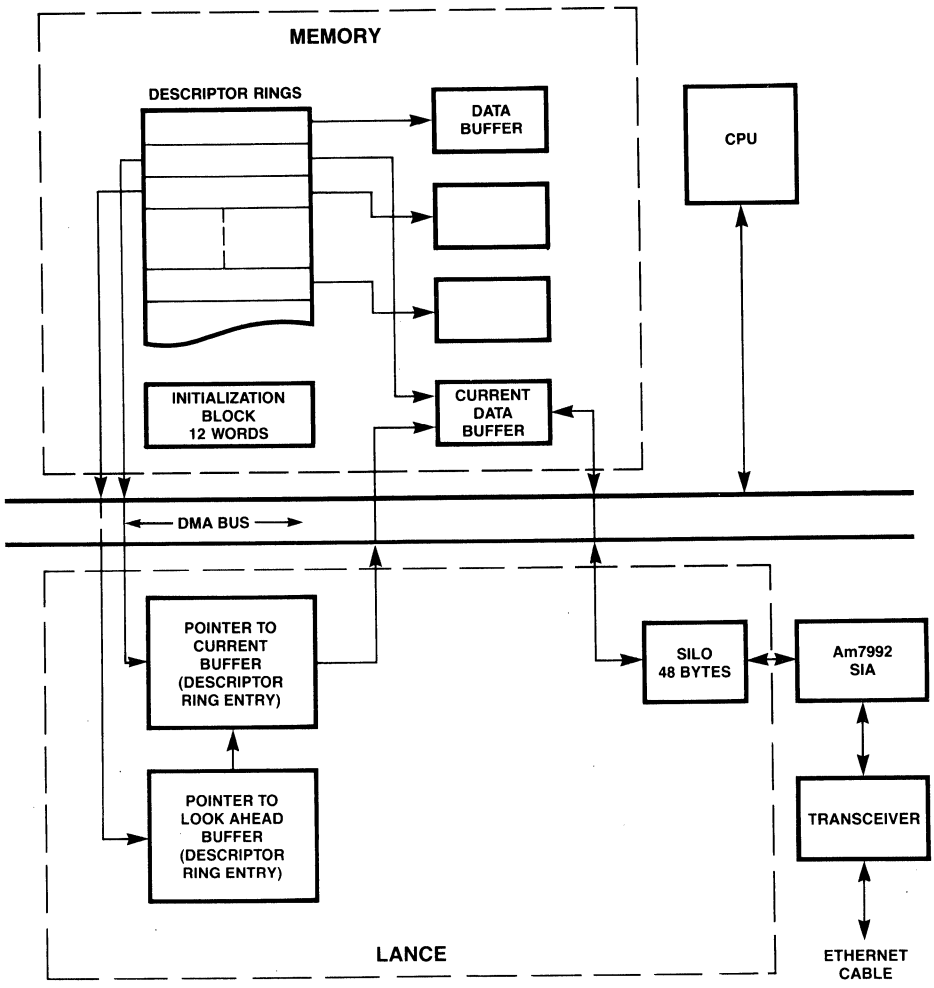 MEMORY
DESCRIPTOR RINGS
DATA
BUFFER
CPU
INITIALIZATION
BLOCK
12 WORDS
CURRENT
DATA
BUFFER
DMA BUS
POINTER TO
CURRENT
BUFFER
(DESCRIPTOR
RING ENTRY)
SILO
48 BYTES
Am7992
SIA
POINTER TO
LOOK AHEAD
BUFFER
(DESCRIPTOR
RING ENTRY)
TRANSCEIVER
LANCE
ETHERNET
CABLE